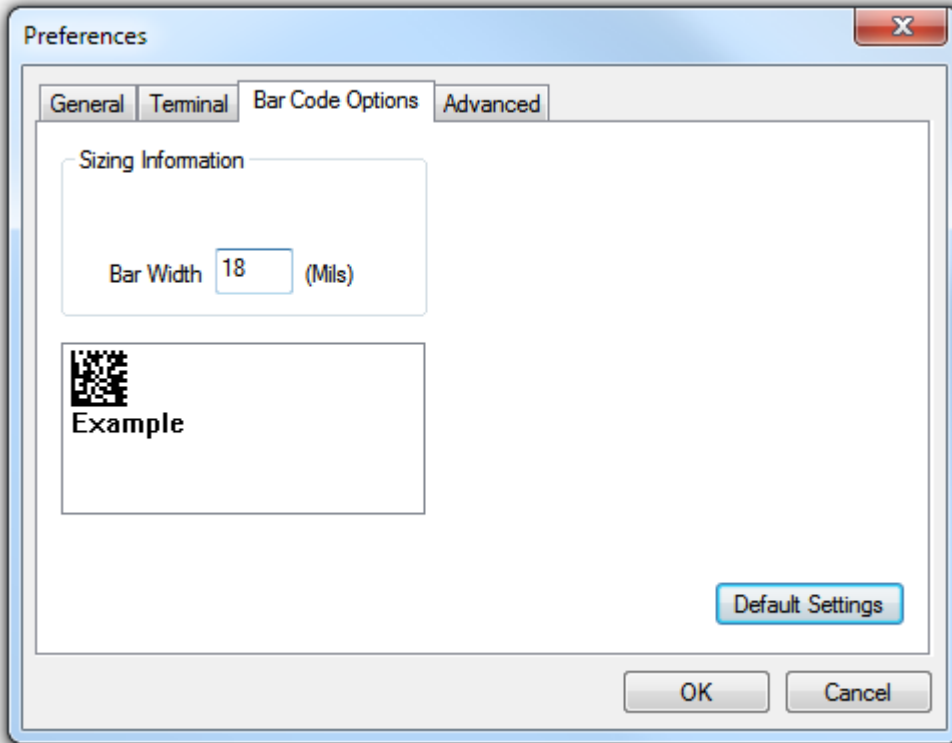 Preferences
General Terminal Bar Code Options Advanced
Sizing Information
Bar Width 18 (Mils)
Example
Default Settings
OK Cancel